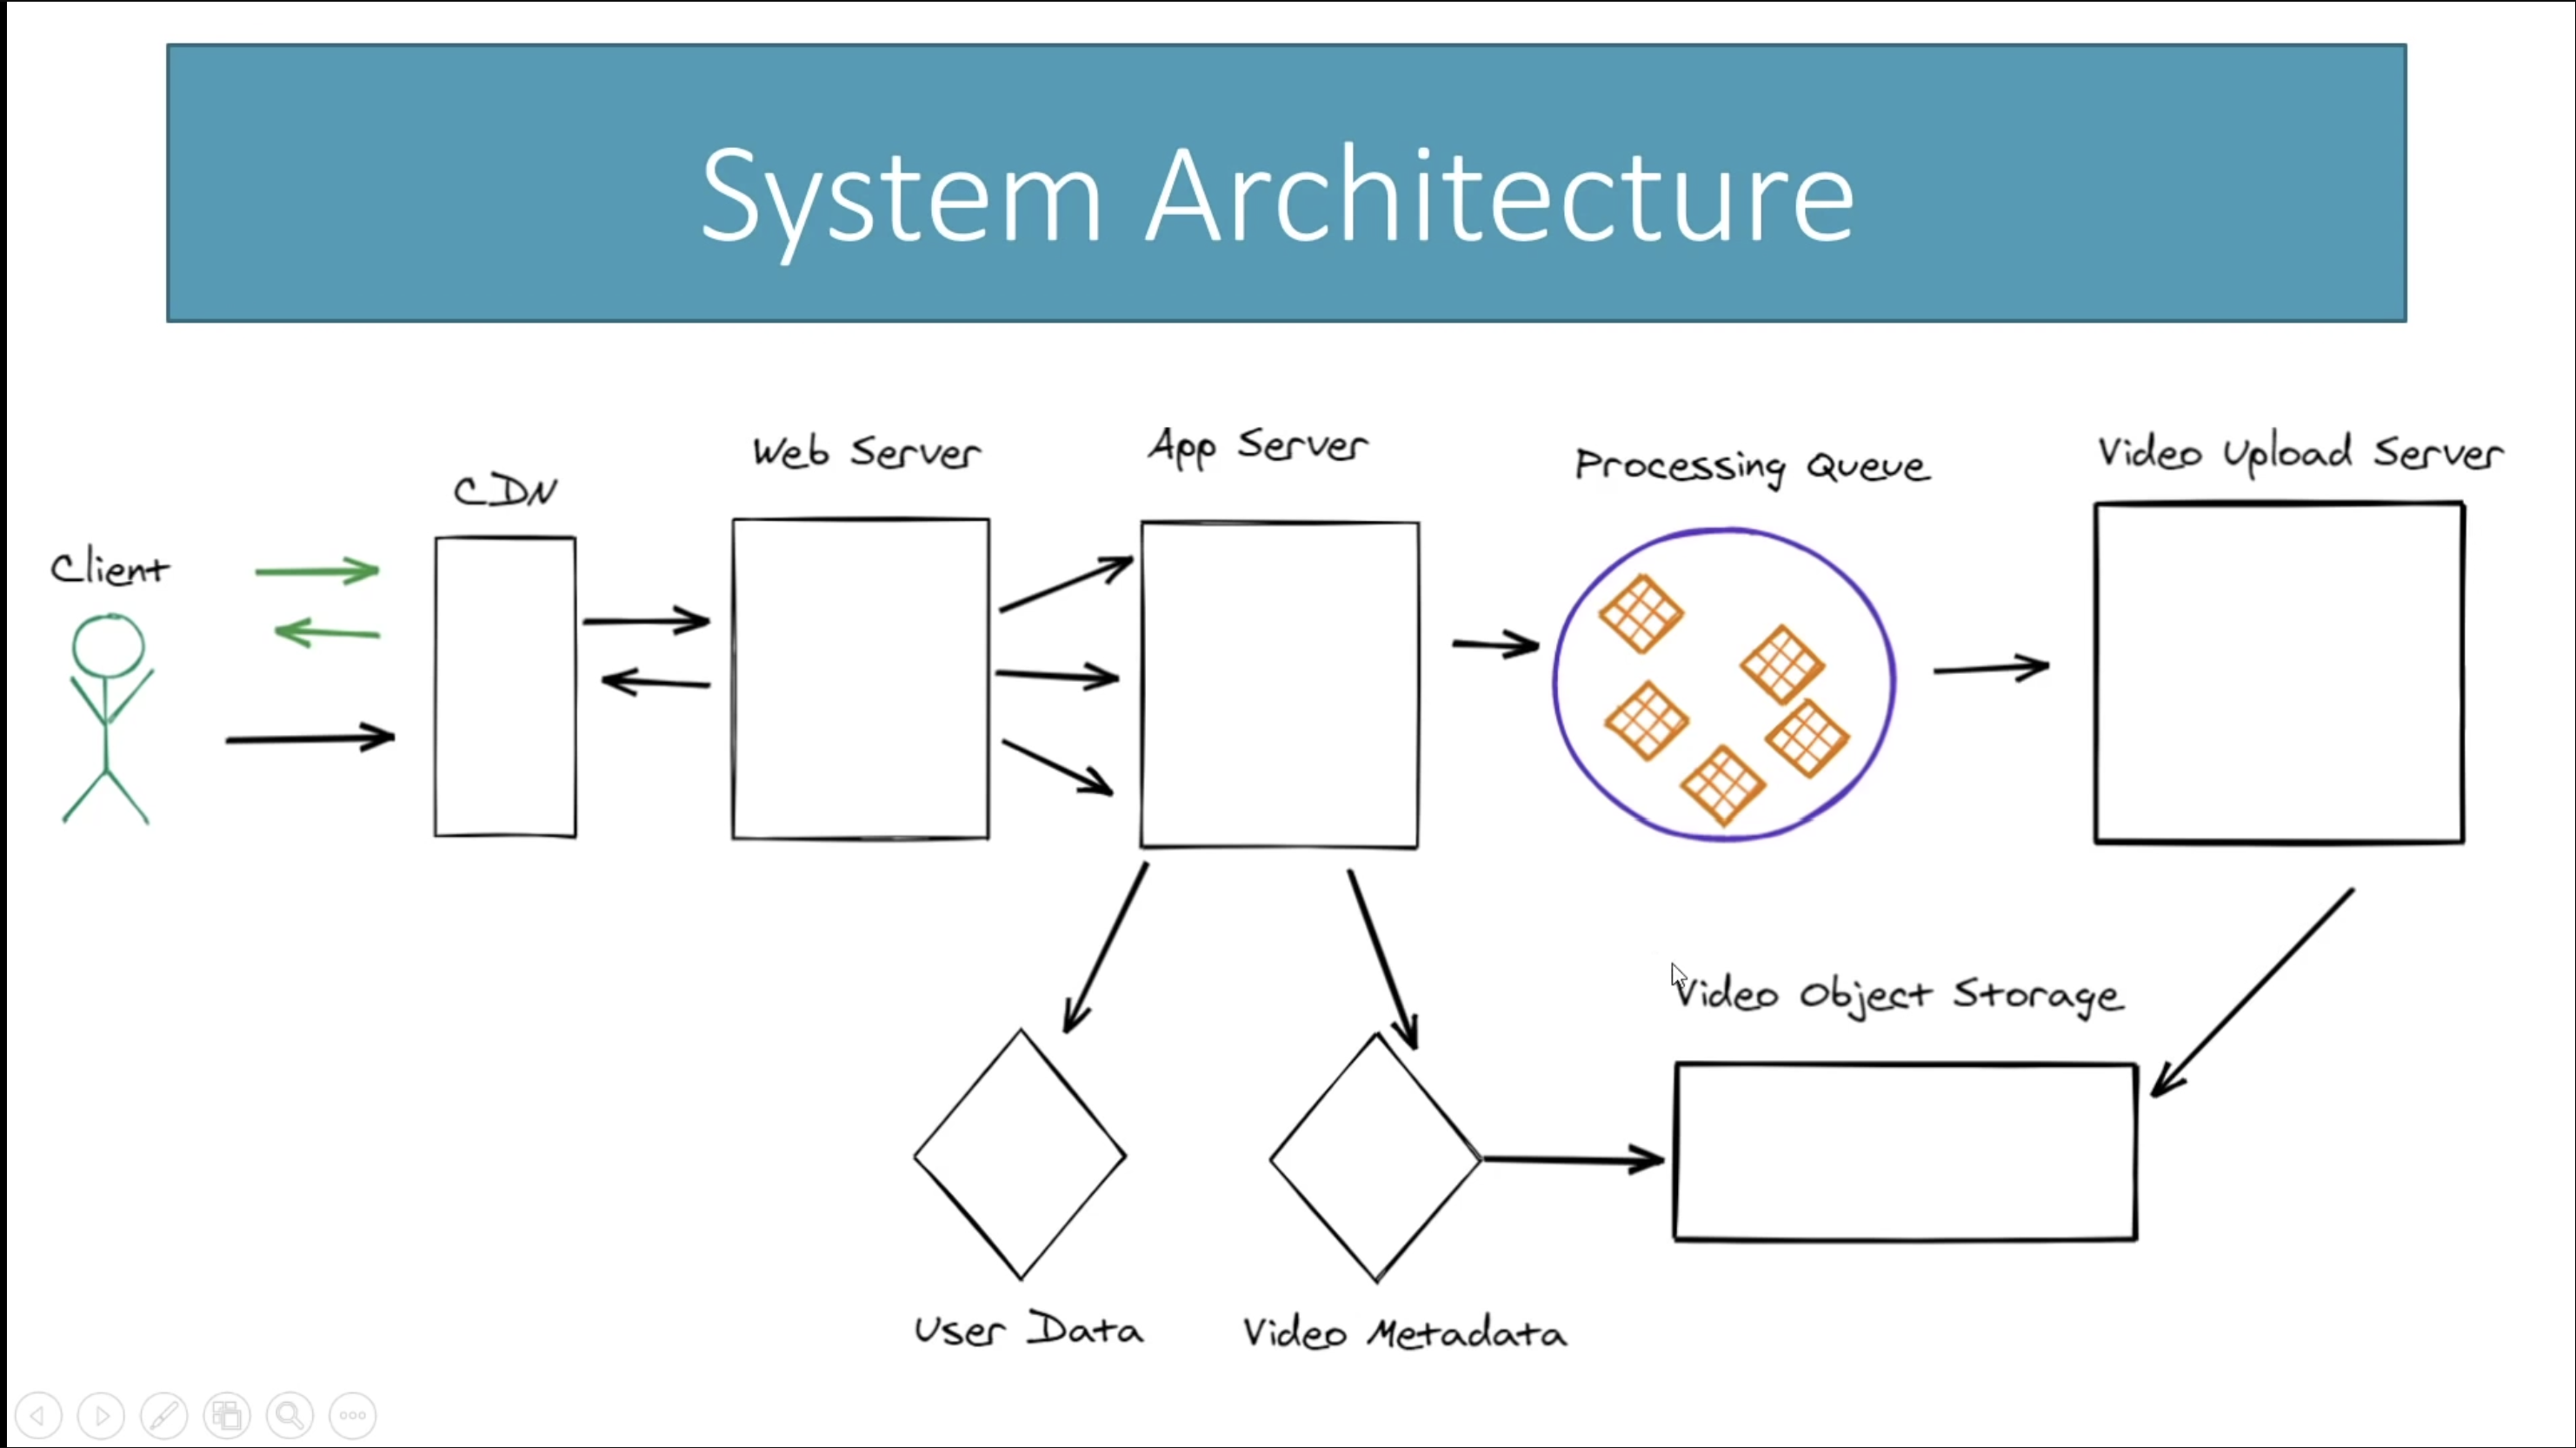 System Architecture
Client
CDN
Web Server
App Server
Processing Queue
Video Upload Server
Video Object Storage
User Data
Video Metadata